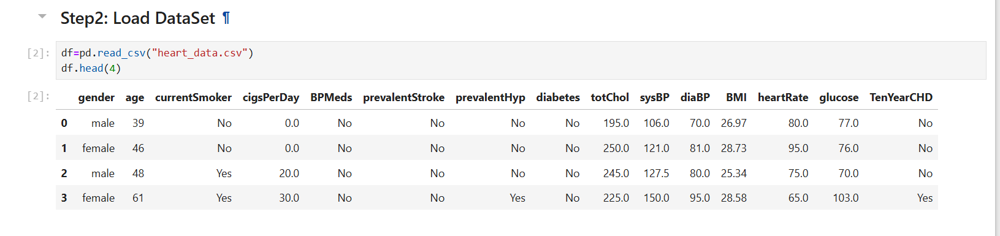 Step2: Load DataSet ¶
[2]: df=pd.read_csv("heart_data.csv")
df.head(4)
[2]: gender age currentSmoker cigsPerDay BPMeds prevalentStroke prevalentHyp diabetes totChol sysBP diaBP BMI heartRate glucose TenYearCHD
0 male 39 No 0.0 No No No No 195.0 106.0 70.0 26.97 80.0 77.0 No
1 female 46 No 0.0 No No No No 250.0 121.0 81.0 28.73 95.0 76.0 No
2 male 48 Yes 20.0 No No No No 245.0 127.5 80.0 25.34 75.0 70.0 No
3 female 61 Yes 30.0 No No Yes No 225.0 150.0 95.0 28.58 65.0 103.0 Yes